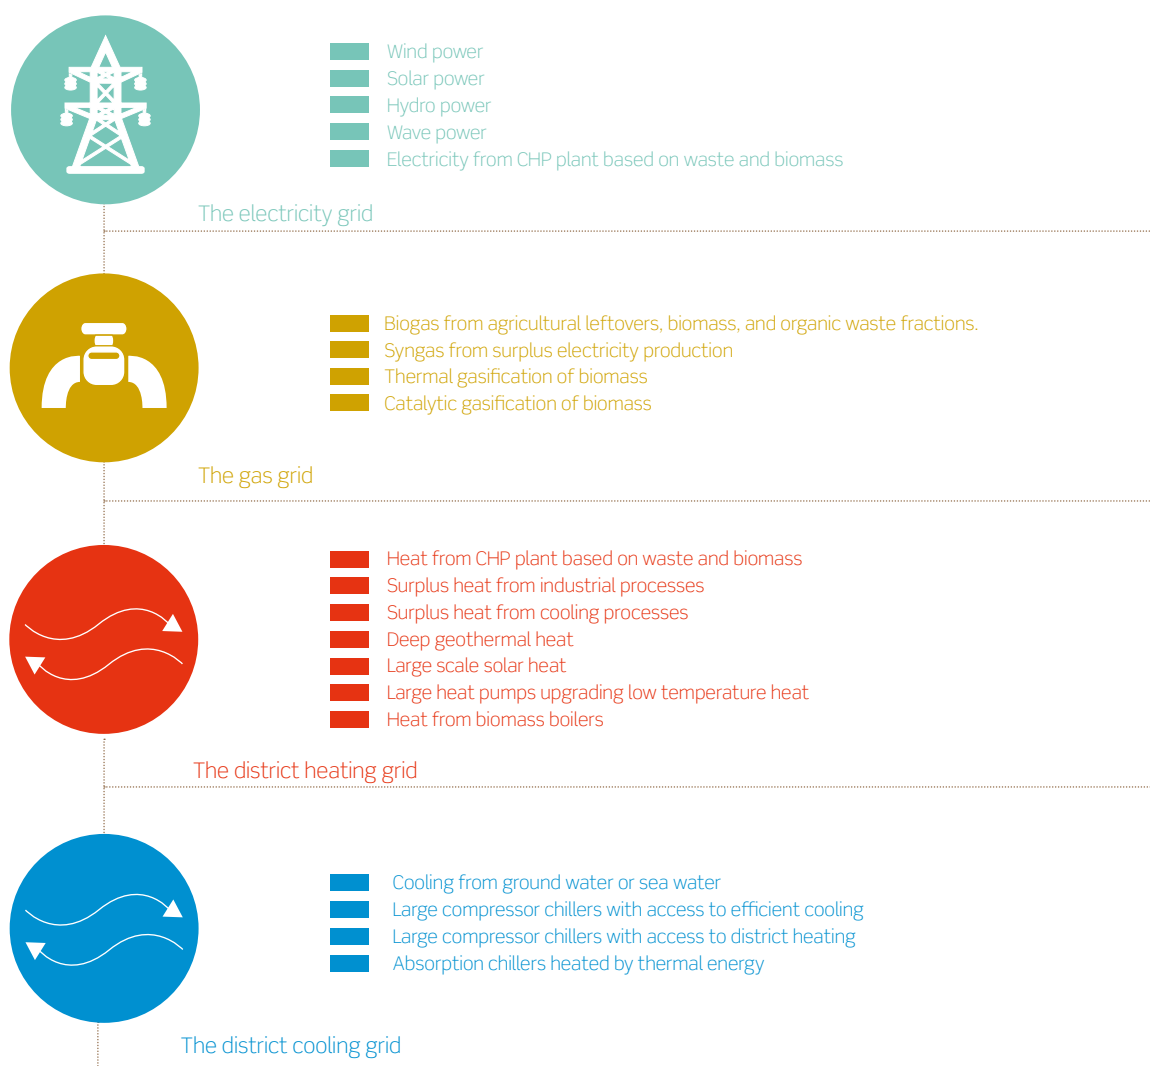 Wind power
Solar power
Hydro power
Wave power
Electricity from CHP plant based on waste and biomass
The electricity grid
Biogas from agricultural leftovers, biomass, and organic waste fractions.
Syngas from surplus electricity production
Thermal gasification of biomass
Catalytic gasification of biomass
The gas grid
Heat from CHP plant based on waste and biomass
Surplus heat from industrial processes
Surplus heat from cooling processes
Deep geothermal heat
Large scale solar heat
Large heat pumps upgrading low temperature heat
Heat from biomass boilers
The district heating grid
Cooling from ground water or sea water
Large compressor chillers with access to efficient cooling
Large compressor chillers with access to district heating
Absorption chillers heated by thermal energy
The district cooling grid